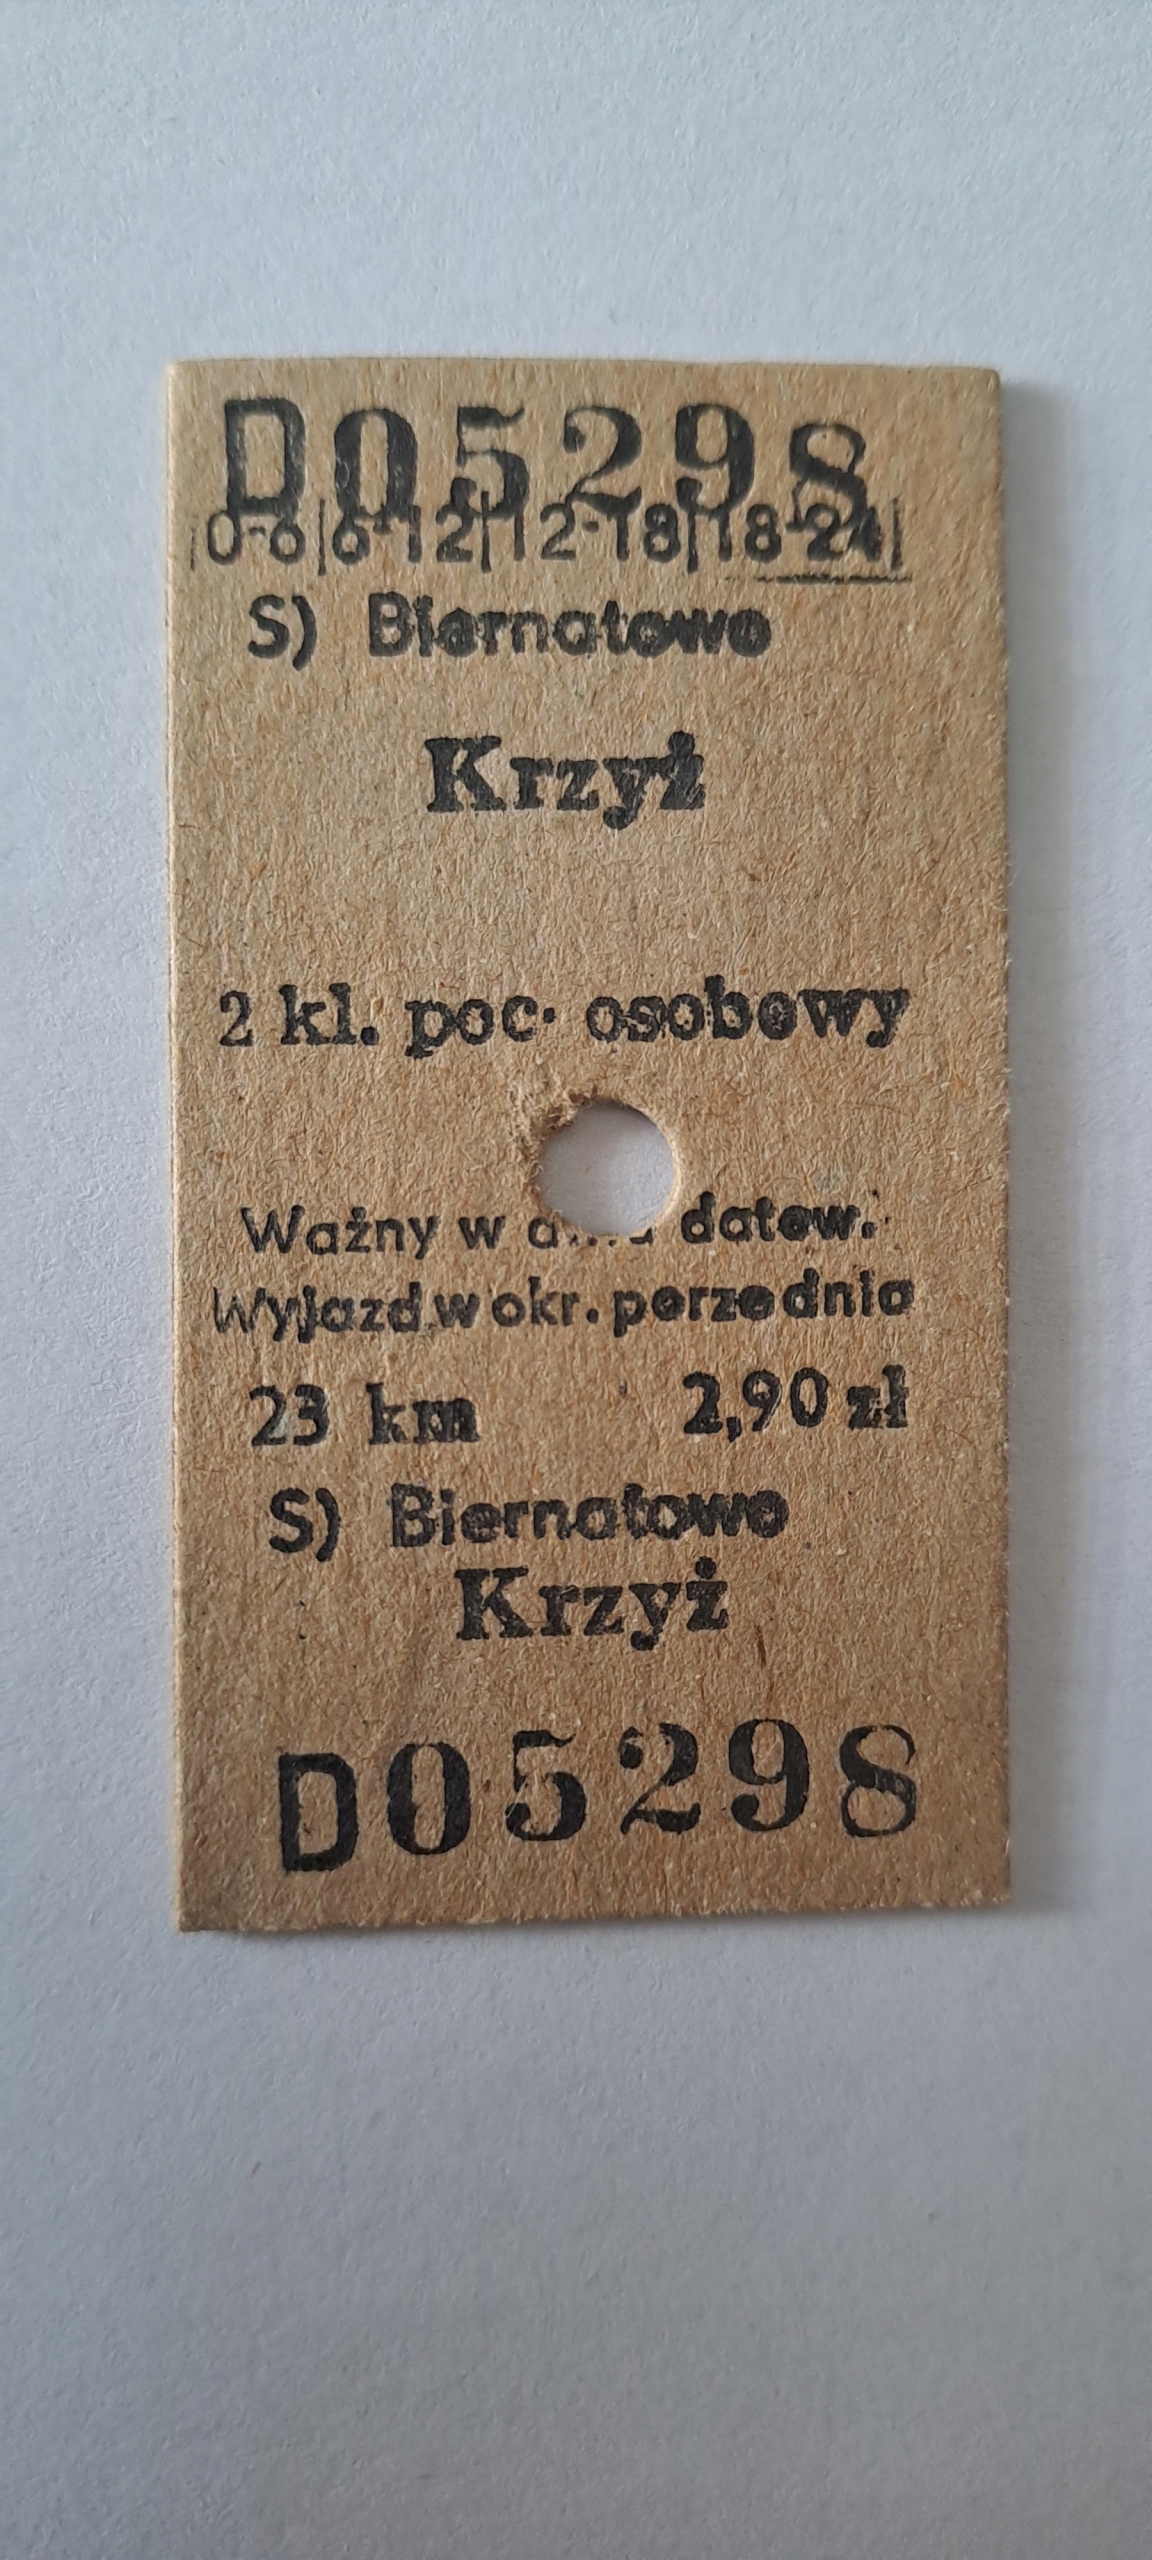 D05298
|0-6|6-12|12-18|18-24|
S) Biernatowo
Krzyż
2 kl. poc. osobowy
Ważny w datow.
Wyjazd w okr. porzednia
23 km 2,90 zł
S) Biernatowo
Krzyż
D05298